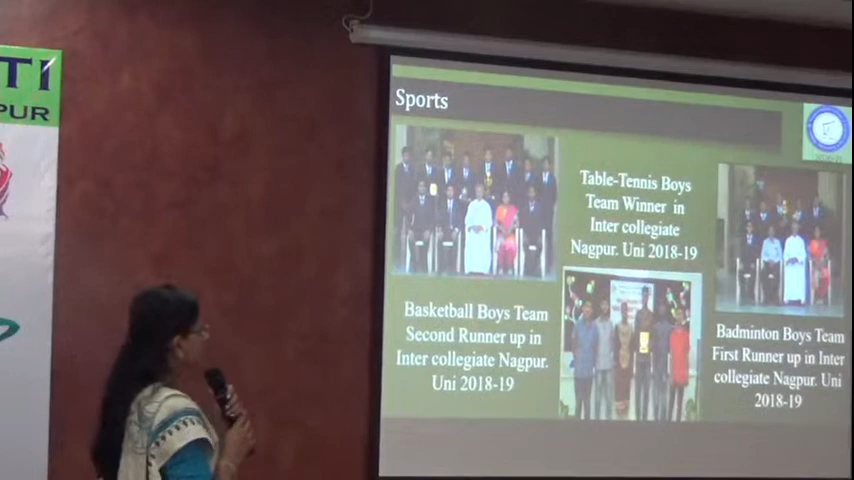 TI
PUR
Sports
Table-Tennis Boys
Team Winner in
Inter collegiate
Nagpur. Uni 2018-19
Basketball Boys Team
Second Runner up in
Inter collegiate Nagpur.
Uni 2018-19
Badminton Boys Team
First Runner up in Inter
collegiate Nagpur. Uni
2018-19